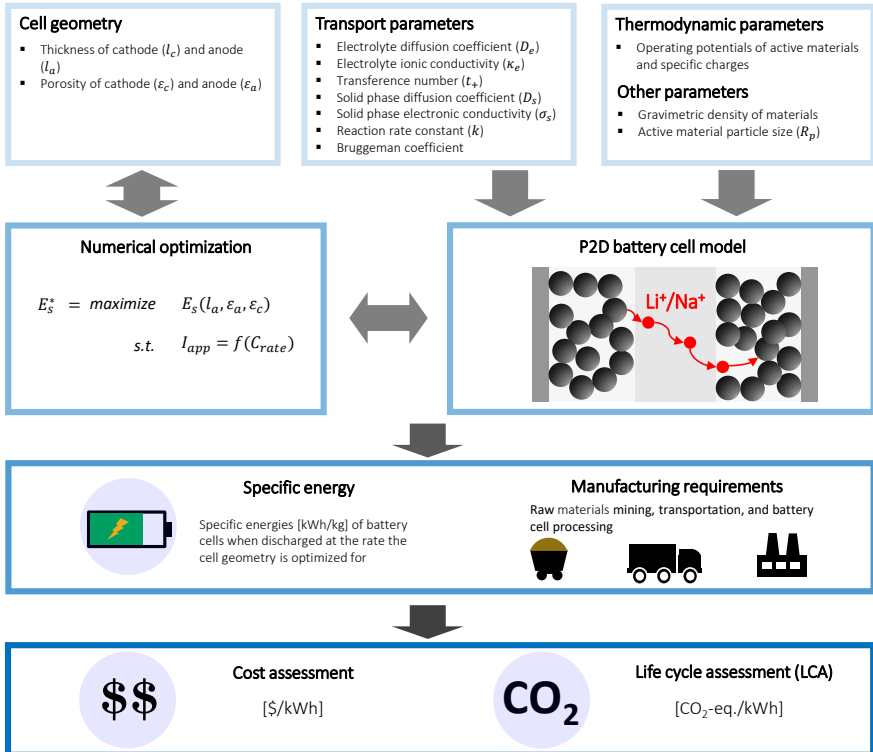 Cell geometry
▪ Thickness of cathode (l_c) and anode
(l_a)
▪ Porosity of cathode (ε_c) and anode (ε_a)
Transport parameters
▪ Electrolyte diffusion coefficient (D_e)
▪ Electrolyte ionic conductivity (κ_e)
▪ Transference number (t_+)
▪ Solid phase diffusion coefficient (D_s)
▪ Solid phase electronic conductivity (σ_s)
▪ Reaction rate constant (k)
▪ Bruggeman coefficient
Thermodynamic parameters
▪ Operating potentials of active materials
and specific charges
Other parameters
▪ Gravimetric density of materials
▪ Active material particle size (R_p)
Numerical optimization
E_s^* = maximize E_s(l_a, ε_a, ε_c)
s.t. I_app = f(C_rate)
P2D battery cell model
Li⁺/Na⁺
Specific energy
Specific energies [kWh/kg] of battery
cells when discharged at the rate the
cell geometry is optimized for
Manufacturing requirements
Raw materials mining, transportation, and battery
cell processing
$$
Cost assessment
[$/kWh]
CO₂
Life cycle assessment (LCA)
[CO₂-eq./kWh]